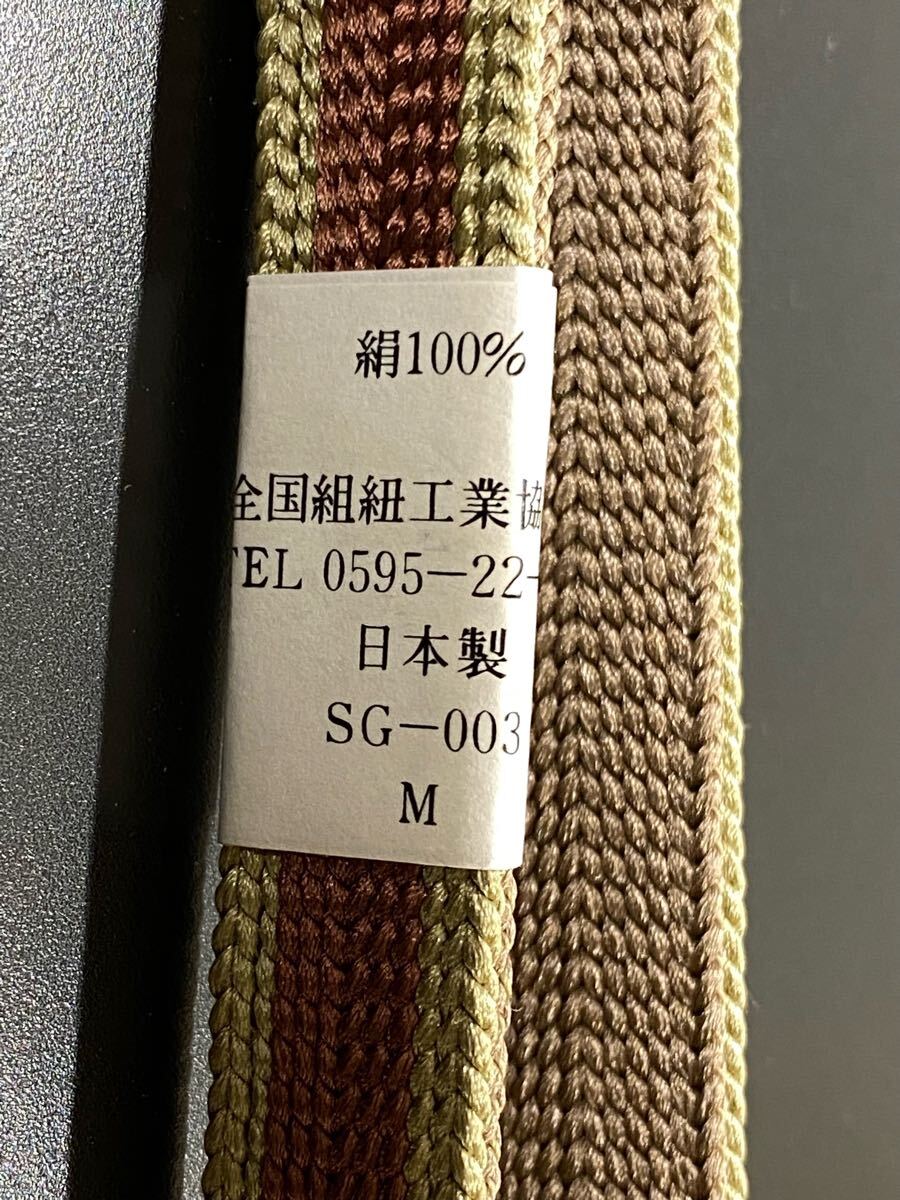 絹100%
全国組紐工業協
TEL 0595-22-
日本製
SG-003
M